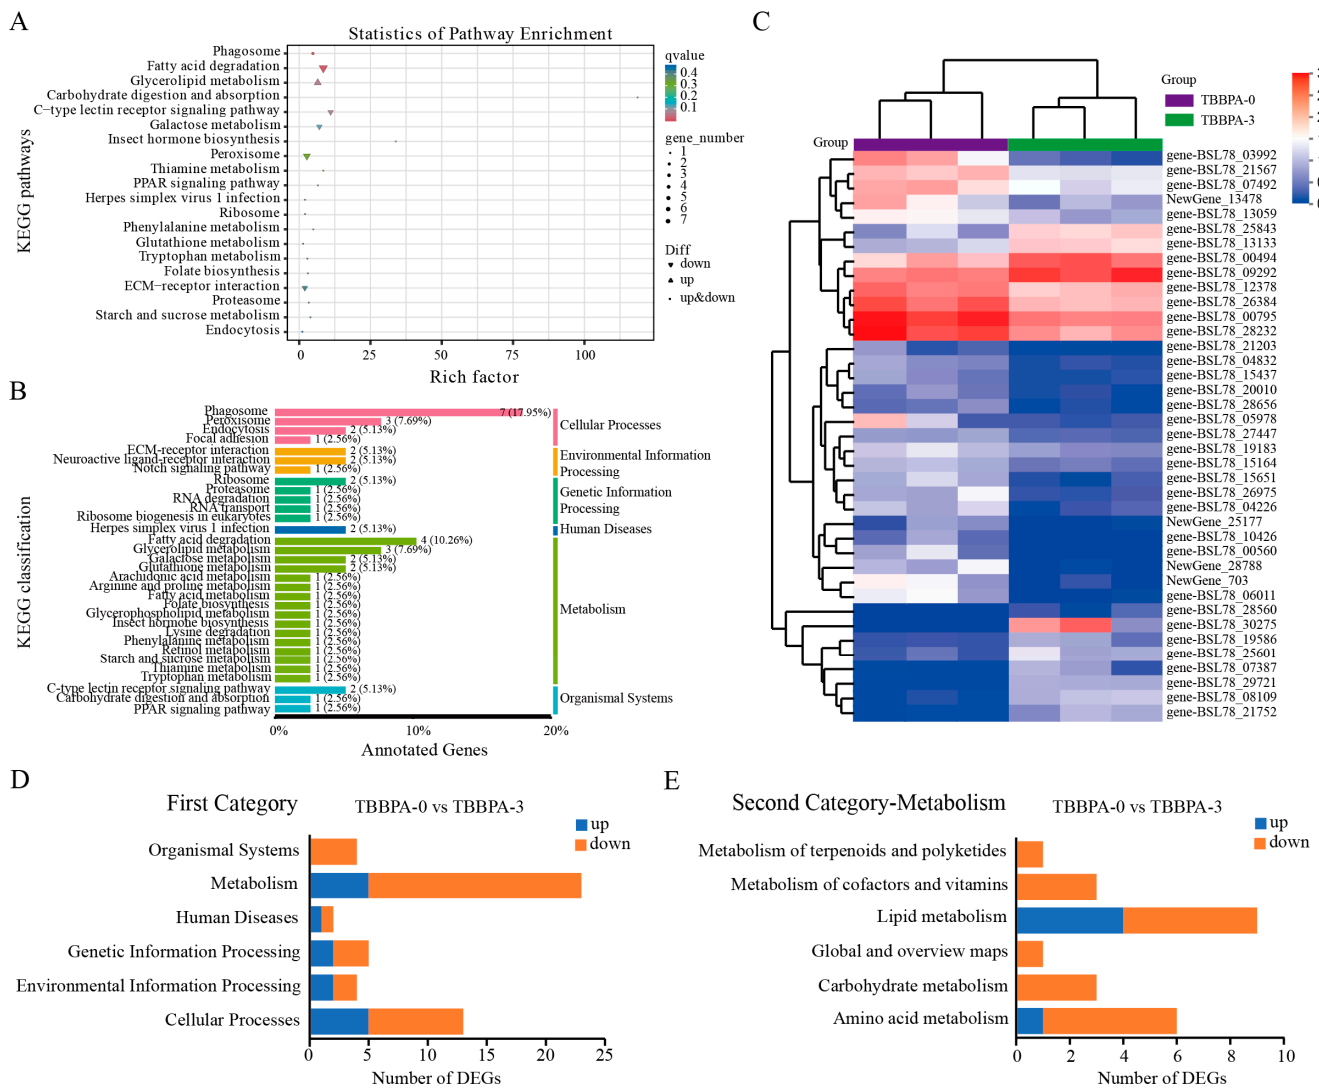 A
Statistics of Pathway Enrichment
KEGG pathways
Phagosome
Fatty acid degradation
Glycerolipid metabolism
Carbohydrate digestion and absorption
C-type lectin receptor signaling pathway
Galactose metabolism
Insect hormone biosynthesis
Peroxisome
Thiamine metabolism
PPAR signaling pathway
Herpes simplex virus 1 infection
Ribosome
Phenylalanine metabolism
Glutathione metabolism
Tryptophan metabolism
Folate biosynthesis
ECM−receptor interaction
Proteasome
Starch and sucrose metabolism
Endocytosis
0 25 50 75 100
Rich factor
qvalue
0.4
0.3
0.2
0.1
gene_number
1
2
3
4
5
6
7
Diff
down
up
up&down
B
KEGG classification
Phagosome 7 (17.95%)
Peroxisome 3 (7.69%)
Endocytosis 2 (5.13%)
Focal adhesion 1 (2.56%)
Cellular Processes
ECM-receptor interaction 2 (5.13%)
Neuroactive ligand-receptor interaction 2 (5.13%)
Notch signaling pathway 1 (2.56%)
Environmental Information
Processing
Ribosome 2 (5.13%)
Proteasome 1 (2.56%)
RNA degradation 1 (2.56%)
RNA transport 1 (2.56%)
Ribosome biogenesis in eukaryotes 1 (2.56%)
Genetic Information
Processing
Herpes simplex virus 1 infection 2 (5.13%)
Human Diseases
Fatty acid degradation 4 (10.26%)
Glycerolipid metabolism 3 (7.69%)
Galactose metabolism 2 (5.13%)
Glutathione metabolism 2 (5.13%)
Arachidonic acid metabolism 1 (2.56%)
Arginine and proline metabolism 1 (2.56%)
Fatty acid metabolism 1 (2.56%)
Folate biosynthesis 1 (2.56%)
Glycerophospholipid metabolism 1 (2.56%)
Insect hormone biosynthesis 1 (2.56%)
Lysine degradation 1 (2.56%)
Phenylalanine metabolism 1 (2.56%)
Retinol metabolism 1 (2.56%)
Starch and sucrose metabolism 1 (2.56%)
Thiamine metabolism 1 (2.56%)
Tryptophan metabolism 1 (2.56%)
Metabolism
C-type lectin receptor signaling pathway 2 (5.13%)
Carbohydrate digestion and absorption 1 (2.56%)
PPAR signaling pathway 1 (2.56%)
Organismal Systems
0% 10% 20%
Annotated Genes
C
Group
TBBPA-0
TBBPA-3
Group
gene-BSL78_03992
gene-BSL78_21567
gene-BSL78_07492
NewGene_13478
gene-BSL78_13059
gene-BSL78_25843
gene-BSL78_13133
gene-BSL78_00494
gene-BSL78_09292
gene-BSL78_12378
gene-BSL78_26384
gene-BSL78_00795
gene-BSL78_28232
gene-BSL78_21203
gene-BSL78_04832
gene-BSL78_15437
gene-BSL78_20010
gene-BSL78_28656
gene-BSL78_05978
gene-BSL78_27447
gene-BSL78_19183
gene-BSL78_15164
gene-BSL78_15651
gene-BSL78_26975
gene-BSL78_04226
NewGene_25177
gene-BSL78_10426
gene-BSL78_00560
NewGene_28788
NewGene_703
gene-BSL78_06011
gene-BSL78_28560
gene-BSL78_30275
gene-BSL78_19586
gene-BSL78_25601
gene-BSL78_07387
gene-BSL78_29721
gene-BSL78_08109
gene-BSL78_21752
D
First Category
TBBPA-0 vs TBBPA-3
up
down
Organismal Systems
Metabolism
Human Diseases
Genetic Information Processing
Environmental Information Processing
Cellular Processes
0 5 10 15 20 25
Number of DEGs
E
Second Category-Metabolism
TBBPA-0 vs TBBPA-3
up
down
Metabolism of terpenoids and polyketides
Metabolism of cofactors and vitamins
Lipid metabolism
Global and overview maps
Carbohydrate metabolism
Amino acid metabolism
0 2 4 6 8 10
Number of DEGs